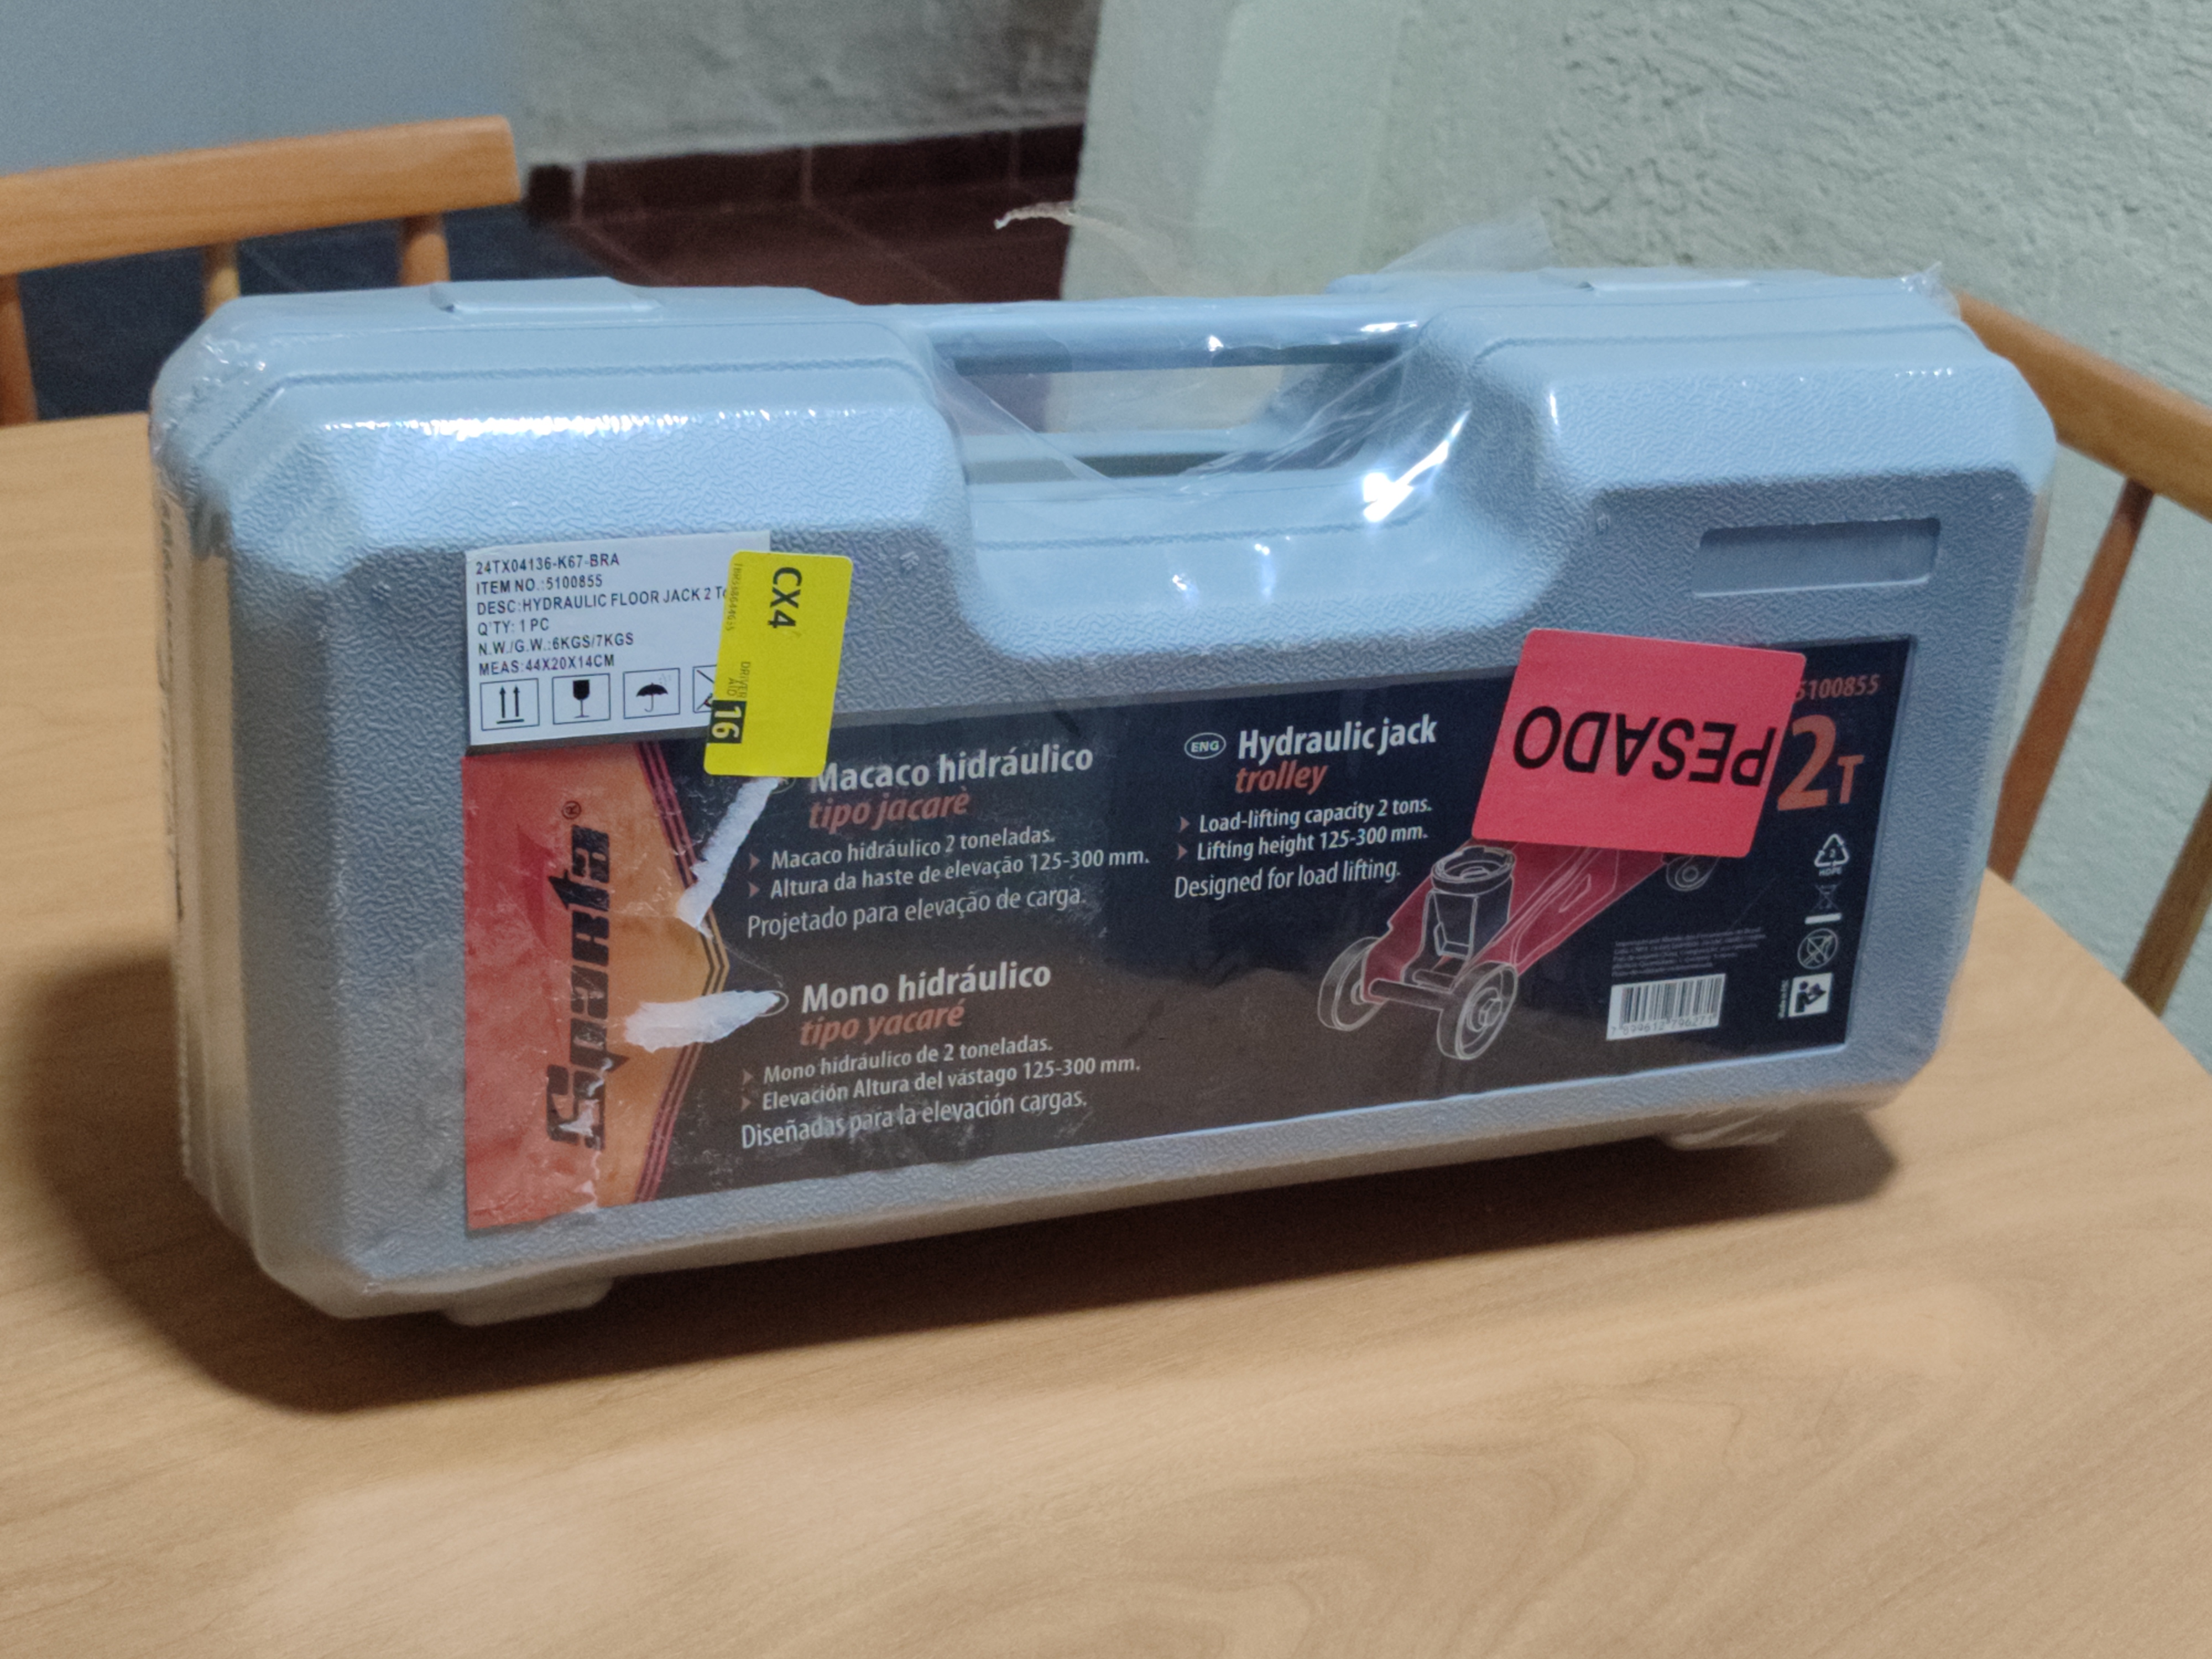 24TX04136-K67-BRA
ITEM NO.:5100855
DESC:HYDRAULIC FLOOR JACK 2
Q'TY: 1 PC
N.W./G.W.:6KGS/7KGS
MEAS:44X20X14CM
CX4
DRIVER
AID
16
Sparta®
Macaco hidráulico
tipo jacarè
Macaco hidráulico 2 toneladas.
Altura da haste de elevação 125-300 mm.
Projetado para elevação de carga.
Mono hidráulico
tipo yacaré
Mono hidráulico de 2 toneladas.
Elevación Altura del vástago 125-300 mm.
Diseñadas para la elevación cargas.
ENG
Hydraulic jack
trolley
Load-lifting capacity 2 tons.
Lifting height 125-300 mm.
Designed for load lifting.
PESADO
5100855
2T
HDPE